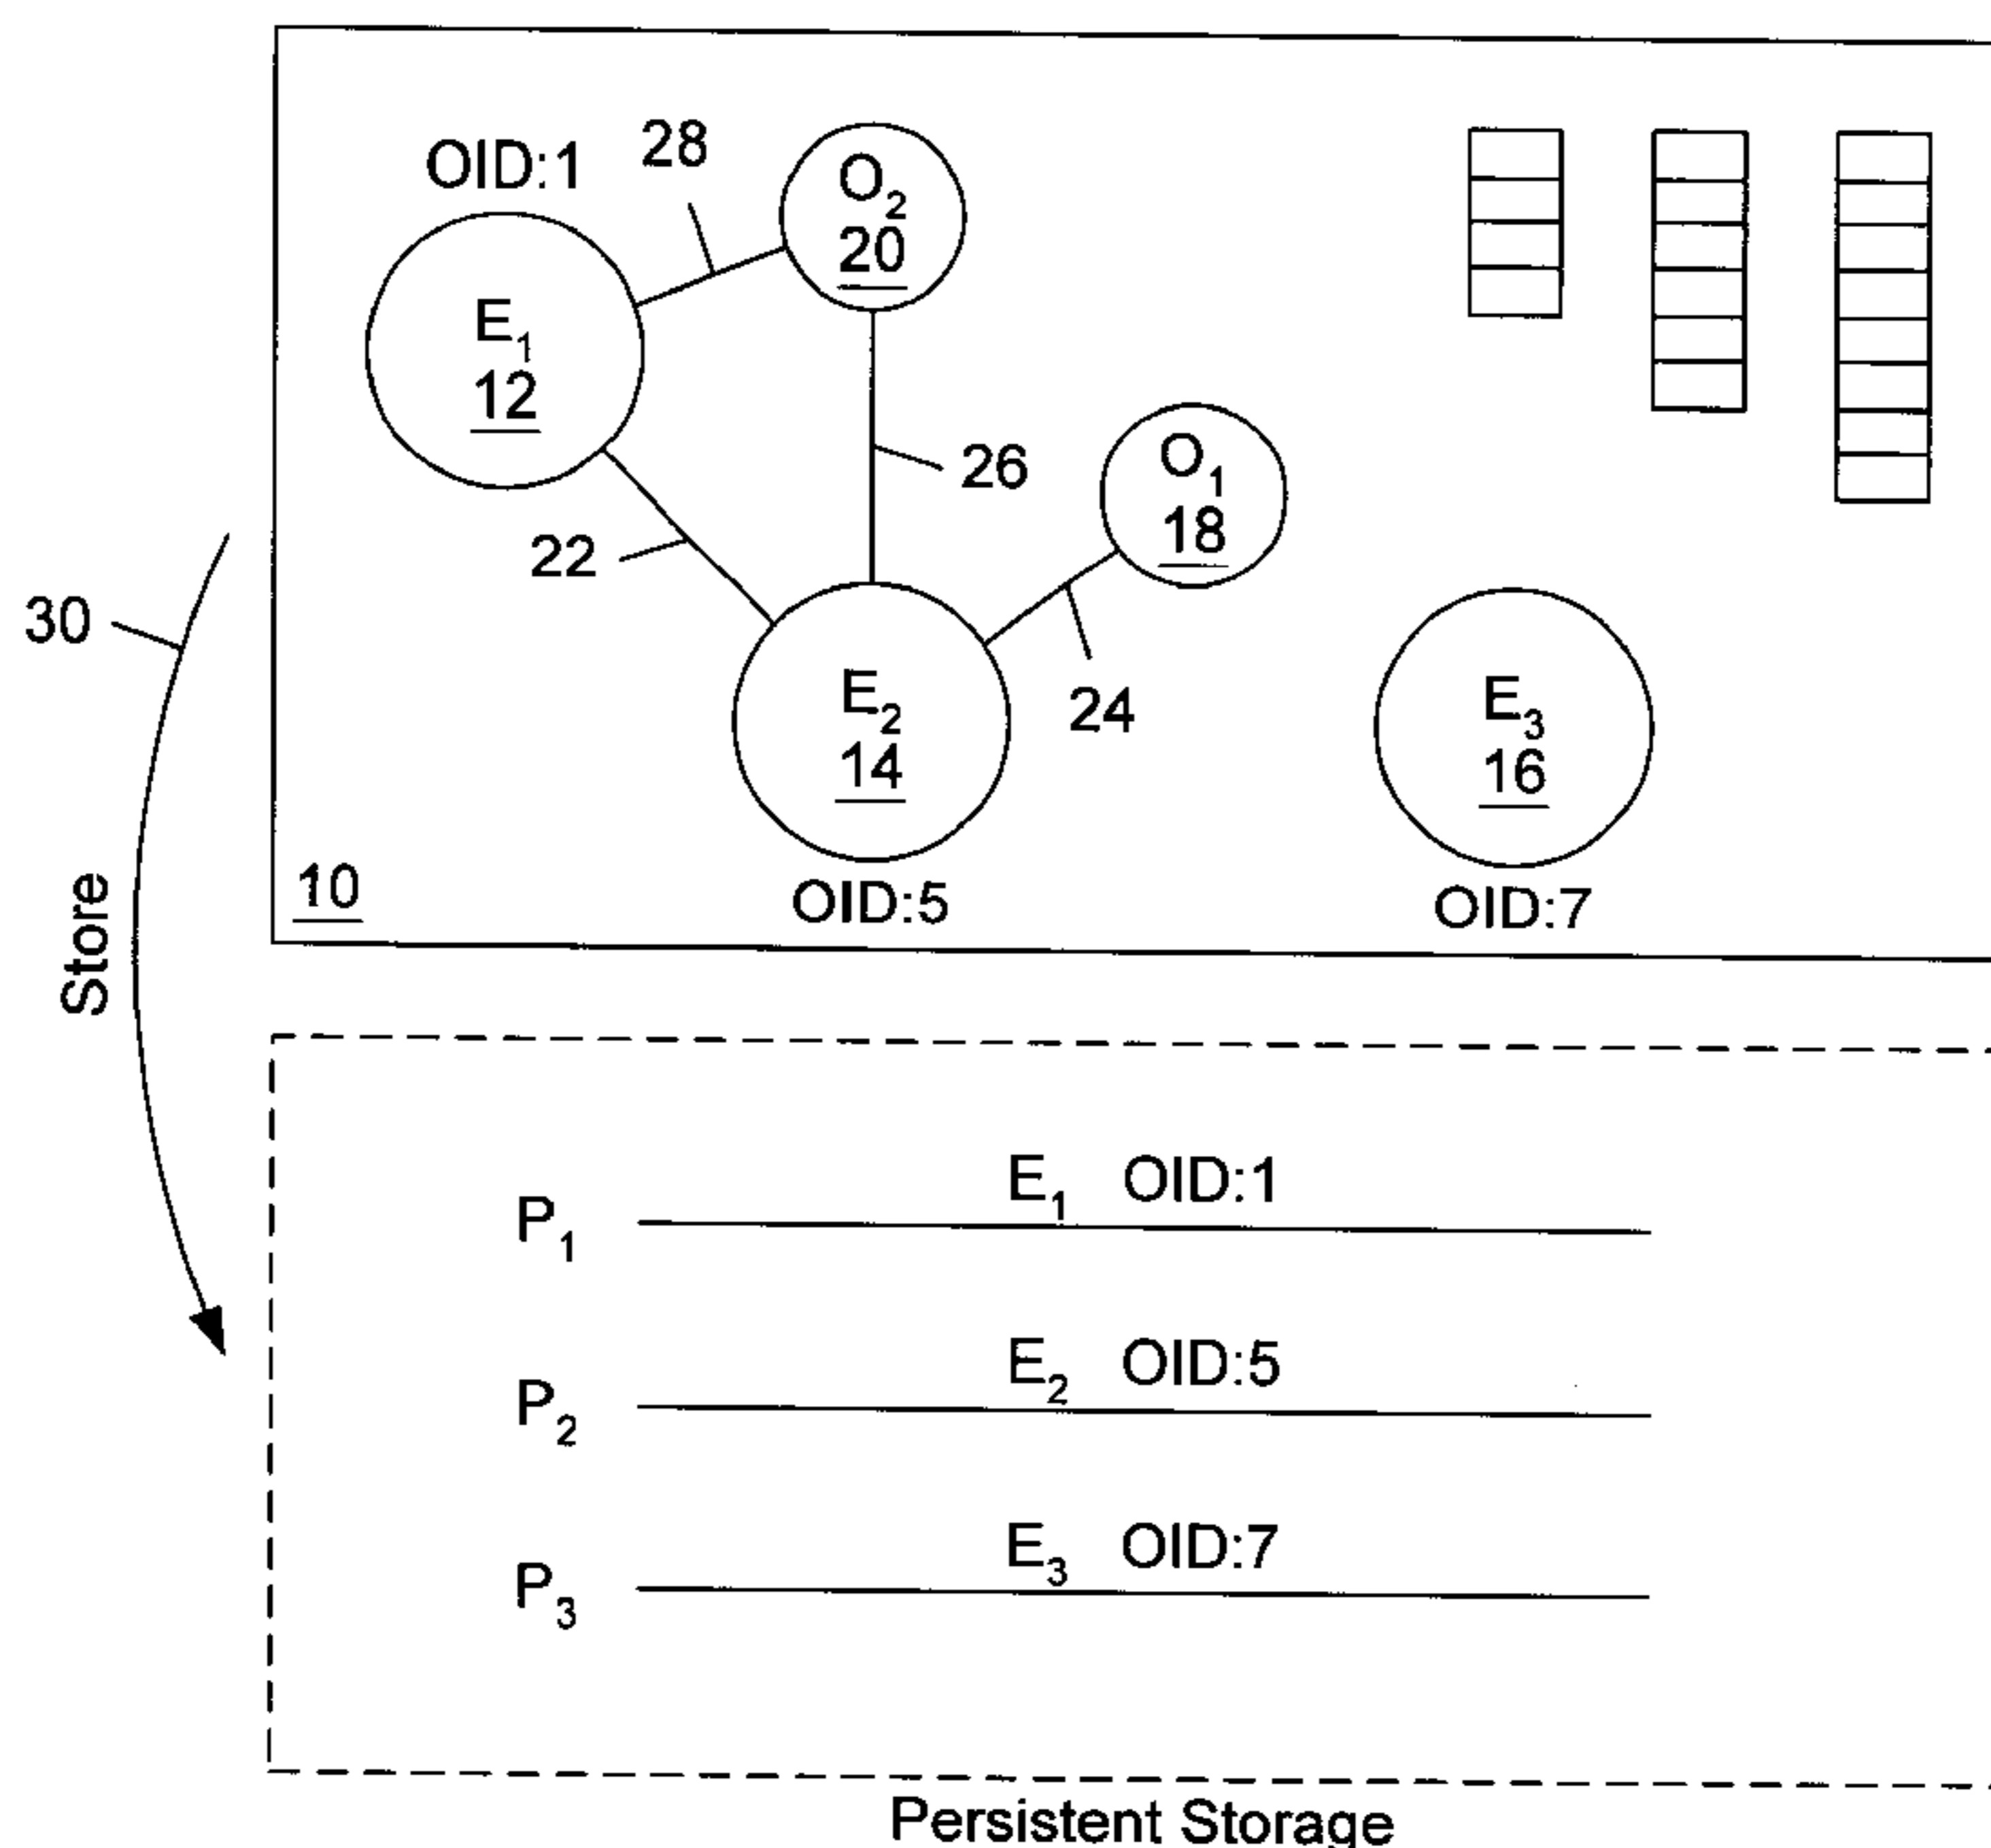 OID:1
28
O₂
20
E₁
12
26
O₁
18
22
30
E₂
14
24
E₃
16
10
OID:5
OID:7
Store
E₁ OID:1
P₁
E₂ OID:5
P₂
E₃ OID:7
P₃
Persistent Storage